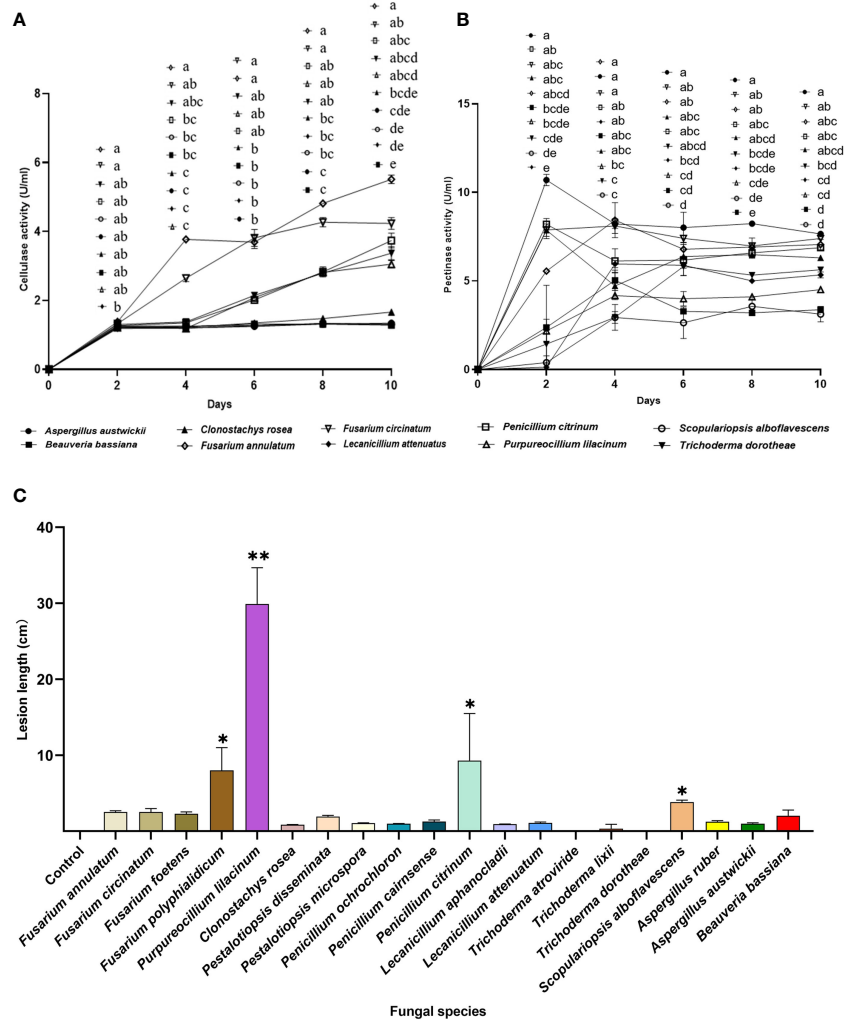 A
Cellulase activity (U/ml)
8
6
4
2
0
a
a
ab
ab
ab
ab
ab
ab
ab
b
a
ab
abc
bc
bc
bc
c
c
c
c
a
a
ab
ab
ab
b
b
b
b
b
a
a
ab
ab
ab
bc
bc
bc
c
c
a
ab
abc
abcd
abcd
bcde
cde
de
de
e
0 2 4 6 8 10
Days
B
Pectinase activity (U/ml)
15
10
5
0
a
ab
abc
abc
abcd
bcde
bcde
cde
de
e
a
a
a
ab
ab
abc
abc
bc
c
c
a
ab
ab
abc
abcd
bcd
cd
cd
cd
d
a
ab
ab
abc
abcd
bcde
bcde
cde
de
e
a
ab
abc
abc
abcd
bcd
cd
cd
d
d
0 2 4 6 8 10
Days
Aspergillus austwickii
Beauveria bassiana
Clonostachys rosea
Fusarium annulatum
Fusarium circinatum
Lecanicillium attenuatus
Penicillium citrinum
Purpureocillium lilacinum
Scopulariopsis alboflavescens
Trichoderma dorotheae
C
Lesion length (cm)
40
30
20
10
*
**
*
*
Control
Fusarium annulatum
Fusarium circinatum
Fusarium foetens
Fusarium polyphialidicum
Purpureocillium lilacinum
Clonostachys rosea
Pestalotiopsis disseminata
Pestalotiopsis microspora
Penicillium ochrochloron
Penicillium cairnsense
Penicillium citrinum
Lecanicillium aphanocladii
Lecanicillium attenuatum
Trichoderma atroviride
Trichoderma lixii
Trichoderma dorotheae
Scopulariopsis alboflavescens
Aspergillus ruber
Aspergillus austwickii
Beauveria bassiana
Fungal species